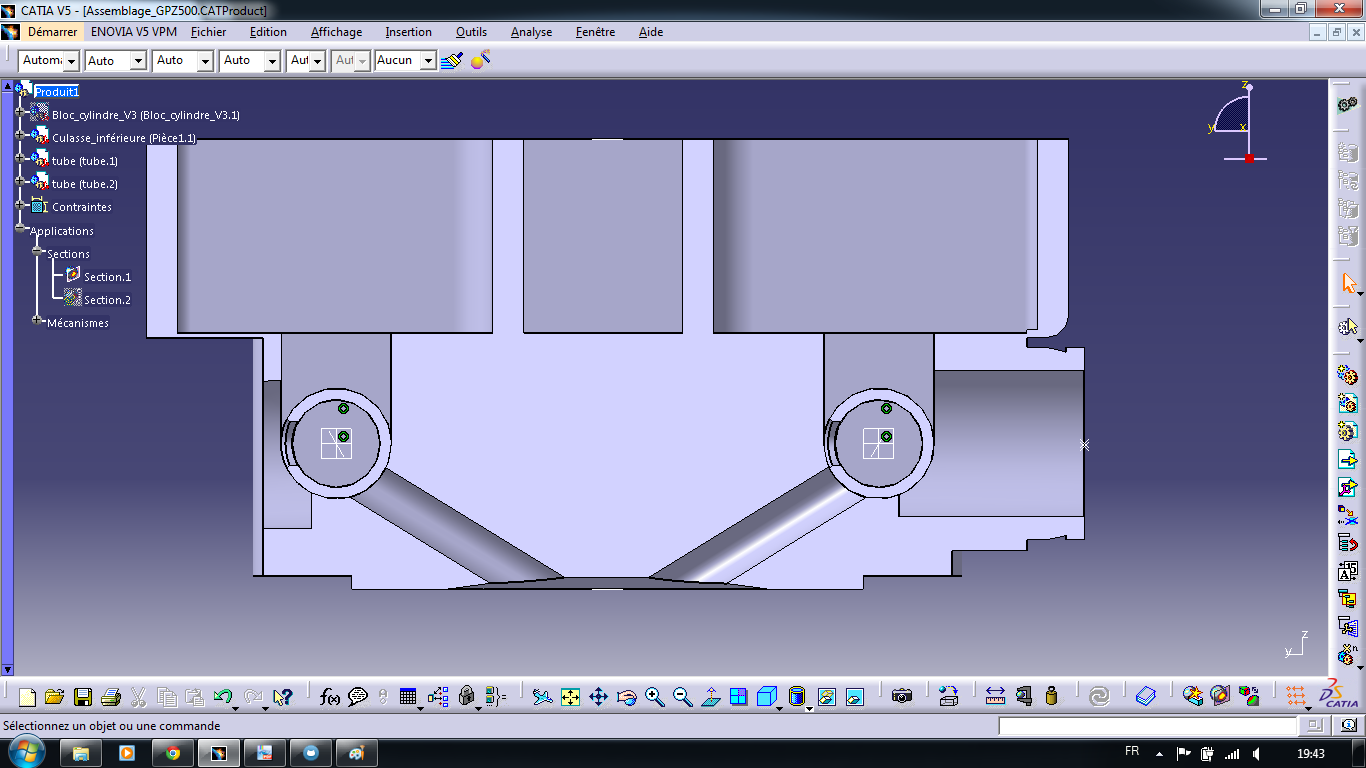 CATIA V5 - [Assemblage_GPZ500.CATProduct]
Démarrer ENOVIA V5 VPM Fichier Edition Affichage Insertion Outils Analyse Fenêtre Aide
Automa Auto Auto Auto Aut Aut Aucun
Produit1
Bloc_cylindre_V3 (Bloc_cylindre_V3.1)
Culasse_inférieure (Pièce1.1)
tube (tube.1)
tube (tube.2)
Contraintes
Applications
Sections
Section.1
Section.2
Mécanismes
z
y x
z
y
f(x)
CATIA
Sélectionnez un objet ou une commande
FR 19:43